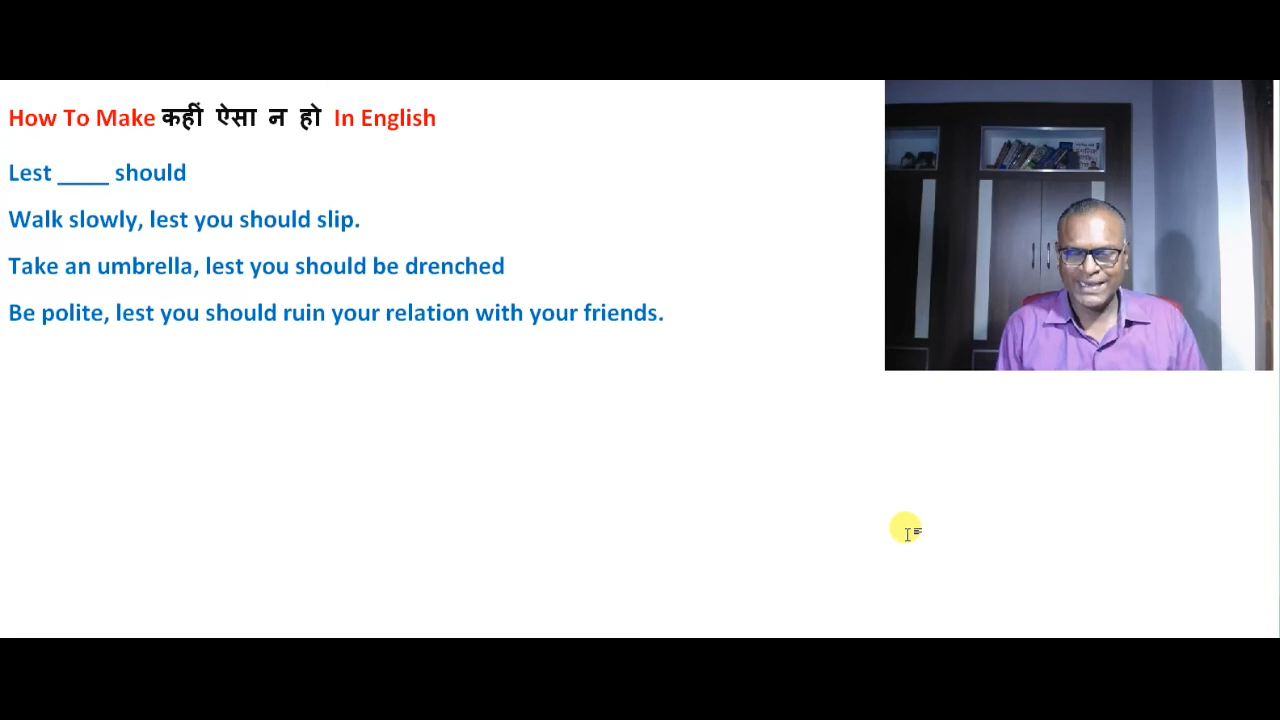 How To Make कहीं ऐसा न हो In English
Lest ____ should
Walk slowly, lest you should slip.
Take an umbrella, lest you should be drenched
Be polite, lest you should ruin your relation with your friends.